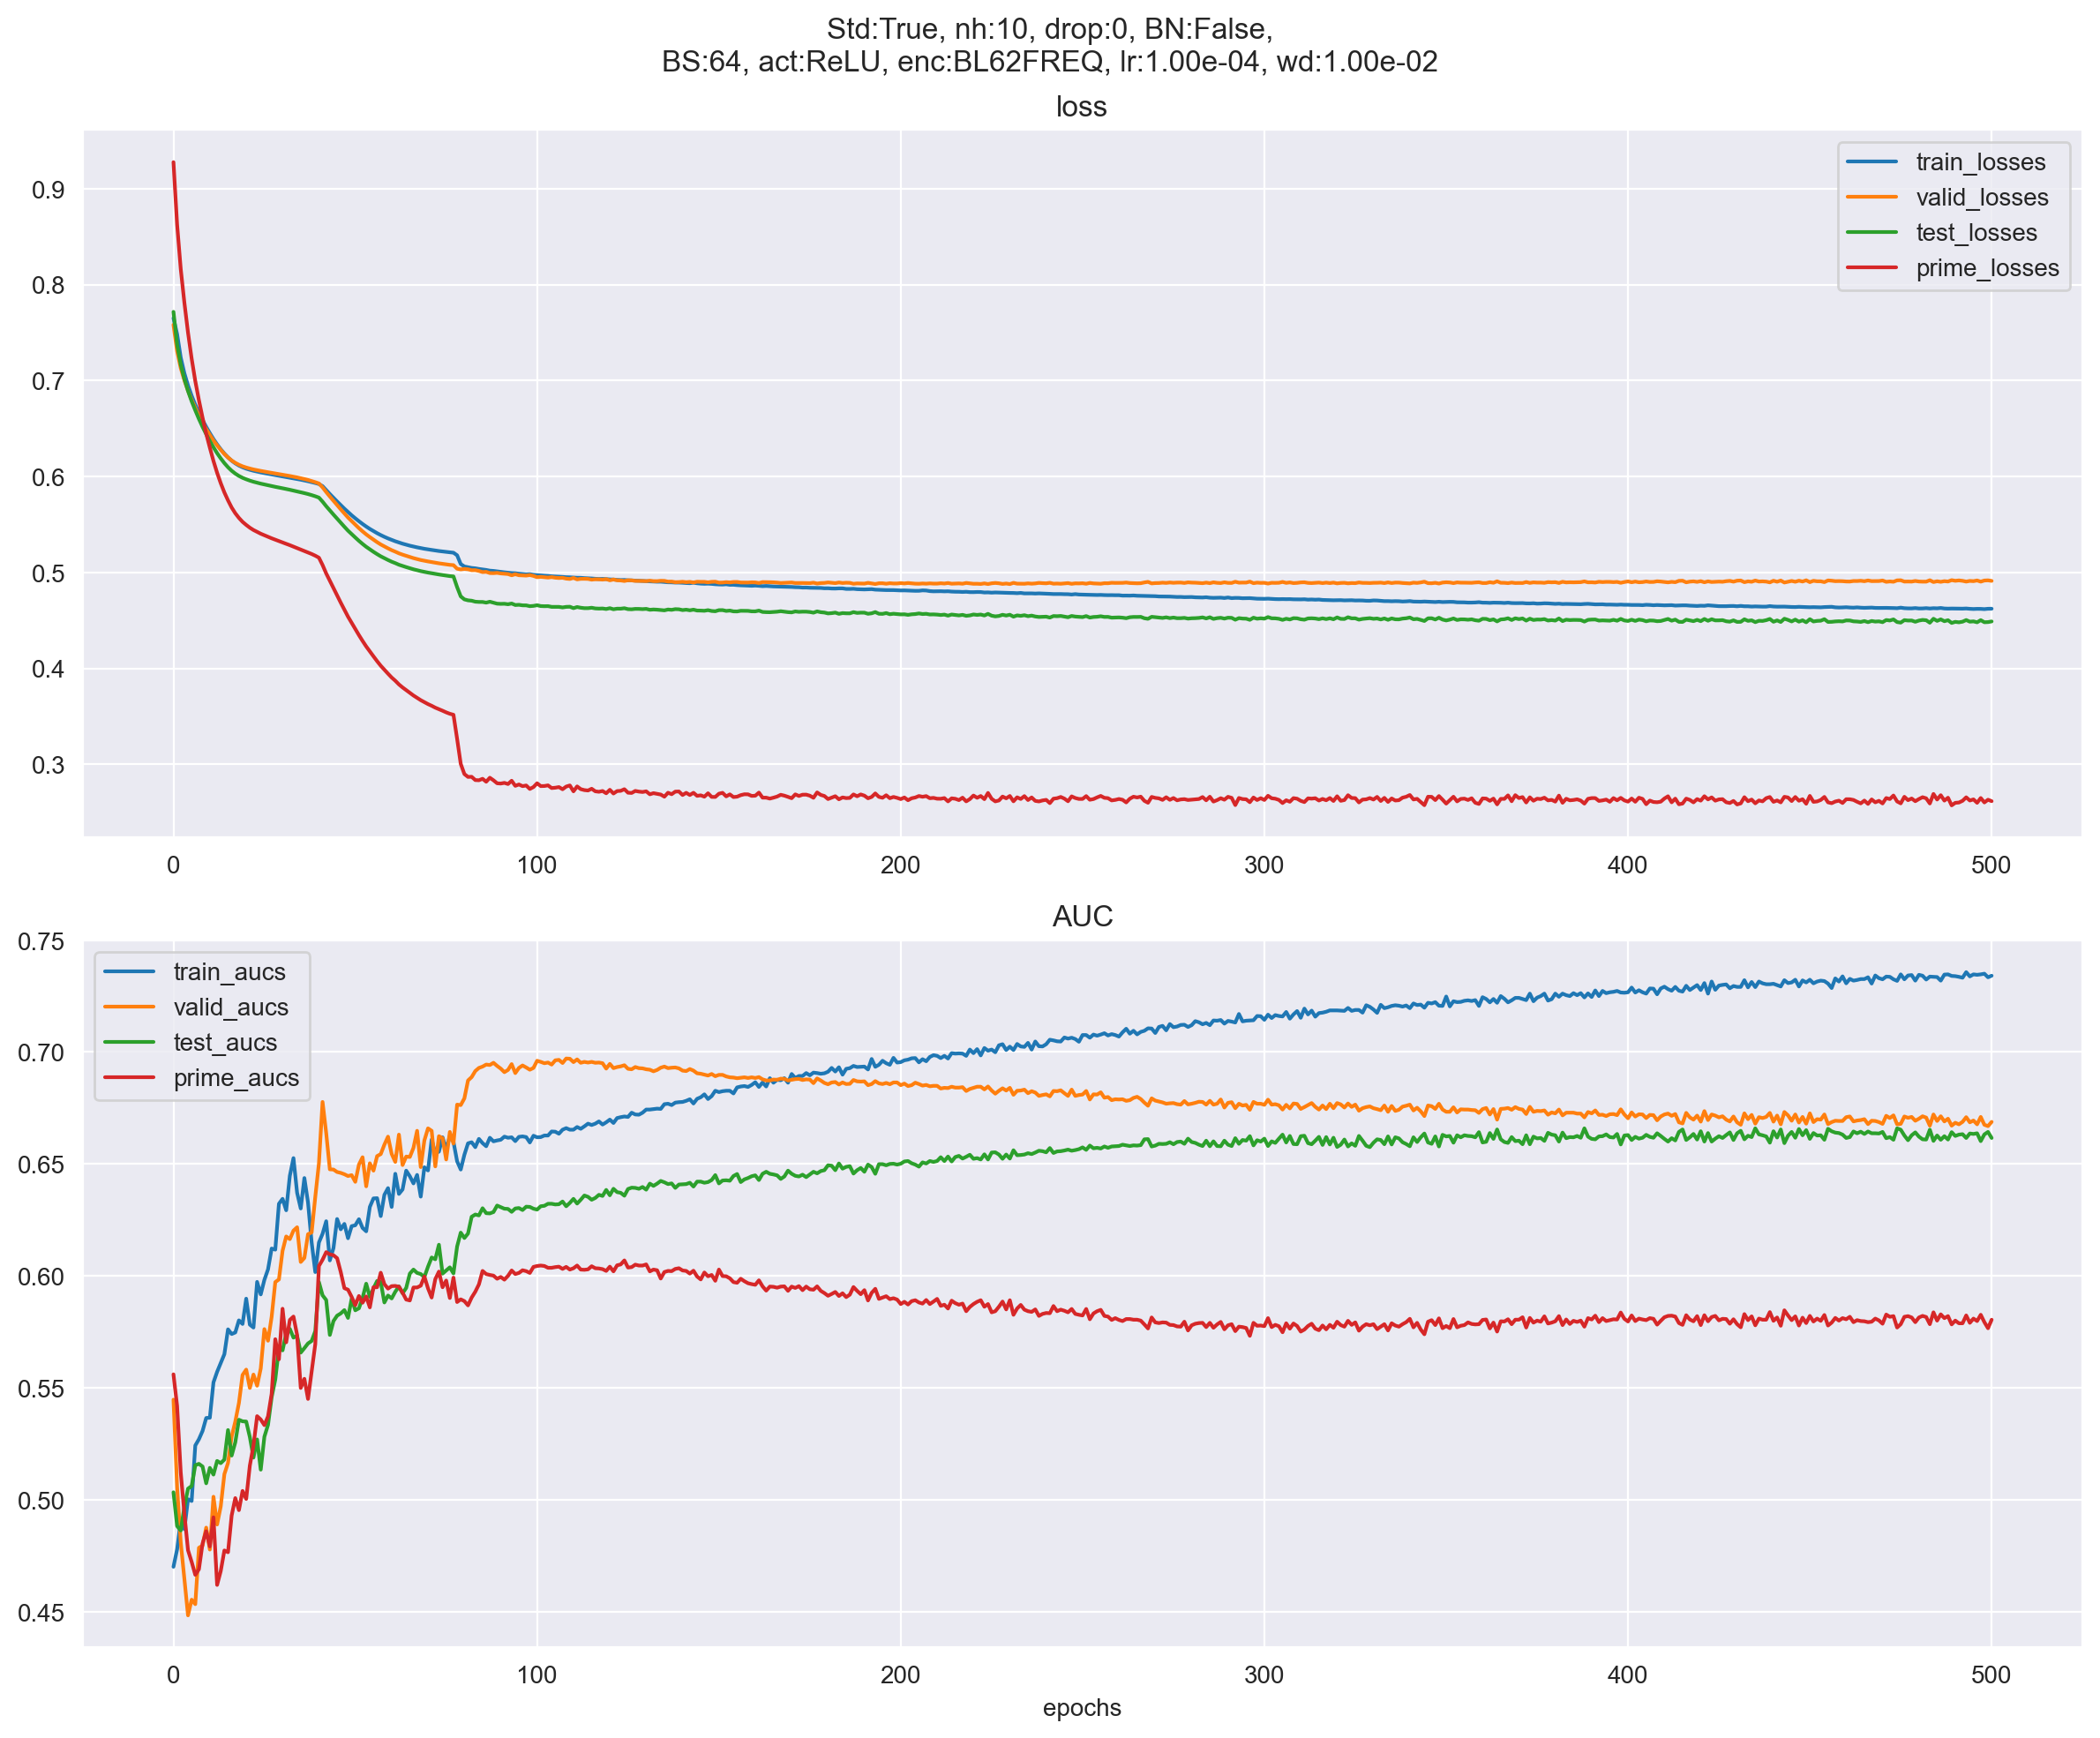 Std:True, nh:10, drop:0, BN:False,
BS:64, act:ReLU, enc:BL62FREQ, lr:1.00e-04, wd:1.00e-02
loss
train_losses
valid_losses
test_losses
prime_losses
0.9
0.8
0.7
0.6
0.5
0.4
0.3
0 100 200 300 400 500
AUC
train_aucs
valid_aucs
test_aucs
prime_aucs
0.75
0.70
0.65
0.60
0.55
0.50
0.45
0 100 200 300 400 500
epochs